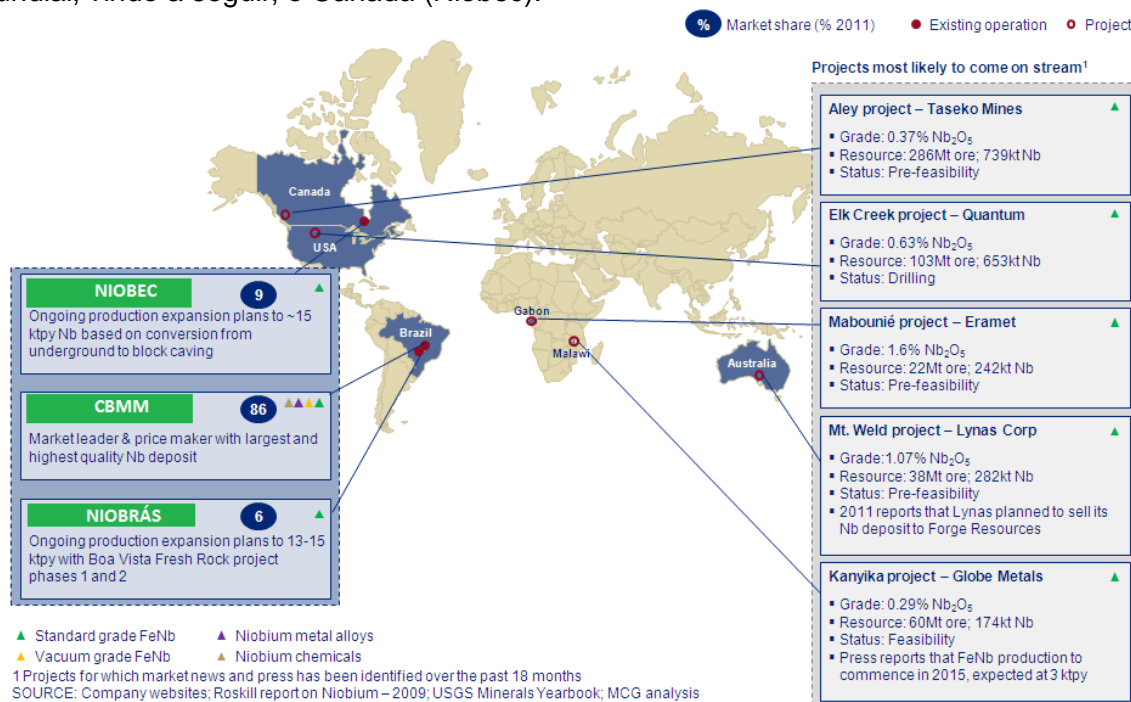 (Niobec).
% Market share (% 2011) Existing operation Project
Projects most likely to come on stream1
Aley project – Taseko Mines
Grade: 0.37% Nb2O5
Resource: 286Mt ore; 739kt Nb
Status: Pre-feasibility
Elk Creek project – Quantum
Grade: 0.63% Nb2O5
Resource: 103Mt ore; 653kt Nb
Status: Drilling
Mabounié project – Eramet
Grade: 1.6% Nb2O5
Resource: 22Mt ore; 242kt Nb
Status: Pre-feasibility
Mt. Weld project – Lynas Corp
Grade:1.07% Nb2O5
Resource: 38Mt ore; 282kt Nb
Status: Pre-feasibility
2011 reports that Lynas planned to sell its
Nb deposit to Forge Resources
Kanyika project – Globe Metals
Grade: 0.29% Nb2O5
Resource: 60Mt ore; 174kt Nb
Status: Feasibility
Press reports that FeNb production to
commence in 2015, expected at 3 ktpy
Canada
USA
Brazil
Gabon
Malawi
Australia
NIOBEC 9
Ongoing production expansion plans to ~15
ktpy Nb based on conversion from
underground to block caving
CBMM 86
Market leader & price maker with largest and
highest quality Nb deposit
NIOBRÁS 6
Ongoing production expansion plans to 13-15
ktpy with Boa Vista Fresh Rock project
phases 1 and 2
Standard grade FeNb Niobium metal alloys
Vacuum grade FeNb Niobium chemicals
1 Projects for which market news and press has been identified over the past 18 months
SOURCE: Company websites; Roskill report on Niobium – 2009; USGS Minerals Yearbook; MCG analysis